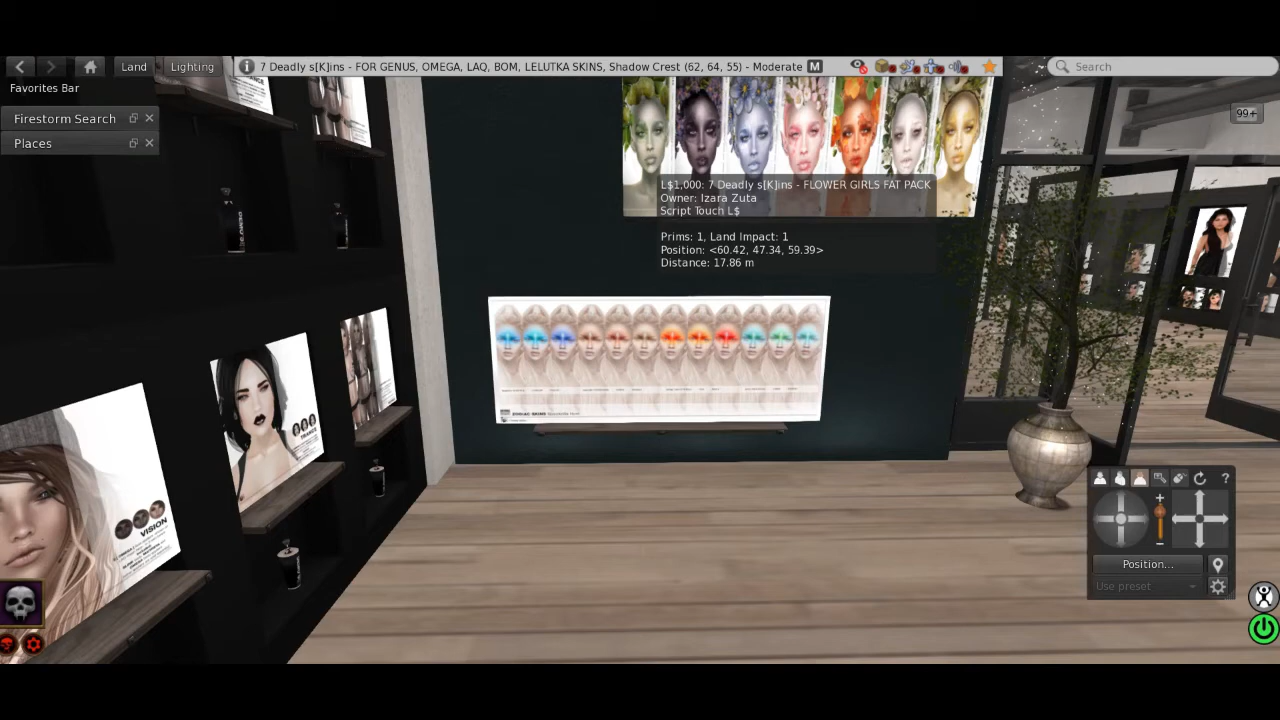 Land
Lighting
7 Deadly s[K]ins - FOR GENUS, OMEGA, LAQ, BOM, LELUTKA SKINS, Shadow Crest (62, 64, 55) - Moderate M
Search
Favorites Bar
Firestorm Search
Places
99+
L$1,000: 7 Deadly s[K]ins - FLOWER GIRLS FAT PACK
Owner: Izara Zuta
Script Touch L$
Prims: 1, Land Impact: 1
Position: <60.42, 47.34, 59.39>
Distance: 17.86 m
ZODIAC SKINS
TRANCE
VISION
?
+
Position...
Use preset